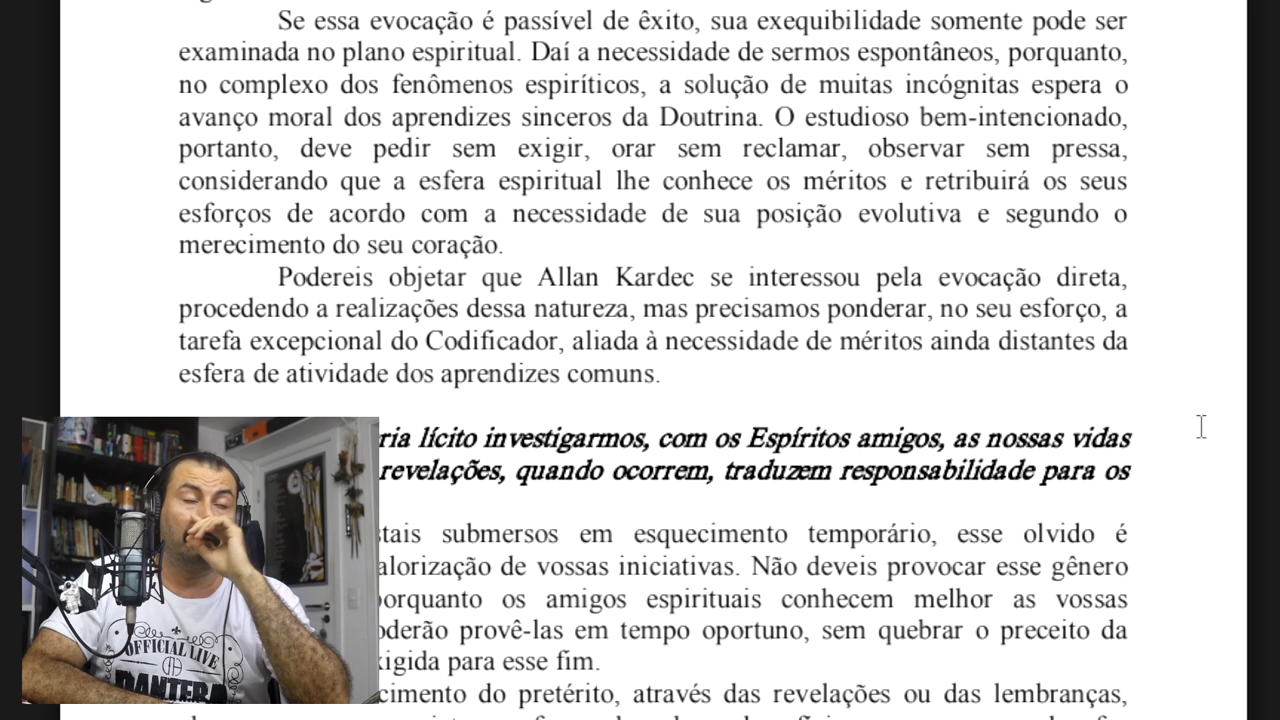 Se essa evocação é passível de êxito, sua exequibilidade somente pode ser
examinada no plano espiritual. Daí a necessidade de sermos espontâneos, porquanto,
no complexo dos fenômenos espiríticos, a solução de muitas incógnitas espera o
avanço moral dos aprendizes sinceros da Doutrina. O estudioso bem-intencionado,
portanto, deve pedir sem exigir, orar sem reclamar, observar sem pressa,
considerando que a esfera espiritual lhe conhece os méritos e retribuirá os seus
esforços de acordo com a necessidade de sua posição evolutiva e segundo o
merecimento do seu coração.
Podereis objetar que Allan Kardec se interessou pela evocação direta,
procedendo a realizações dessa natureza, mas precisamos ponderar, no seu esforço, a
tarefa excepcional do Codificador, aliada à necessidade de méritos ainda distantes da
esfera de atividade dos aprendizes comuns.
ria lícito investigarmos, com os Espíritos amigos, as nossas vidas
revelações, quando ocorrem, traduzem responsabilidade para os
stais submersos em esquecimento temporário, esse olvido é
alorização de vossas iniciativas. Não deveis provocar esse gênero
porquanto os amigos espirituais conhecem melhor as vossas
oderão provê-las em tempo oportuno, sem quebrar o preceito da
xigida para esse fim.
cimento do pretérito, através das revelações ou das lembranças,
OFFICIAL LIVE
PANTERA